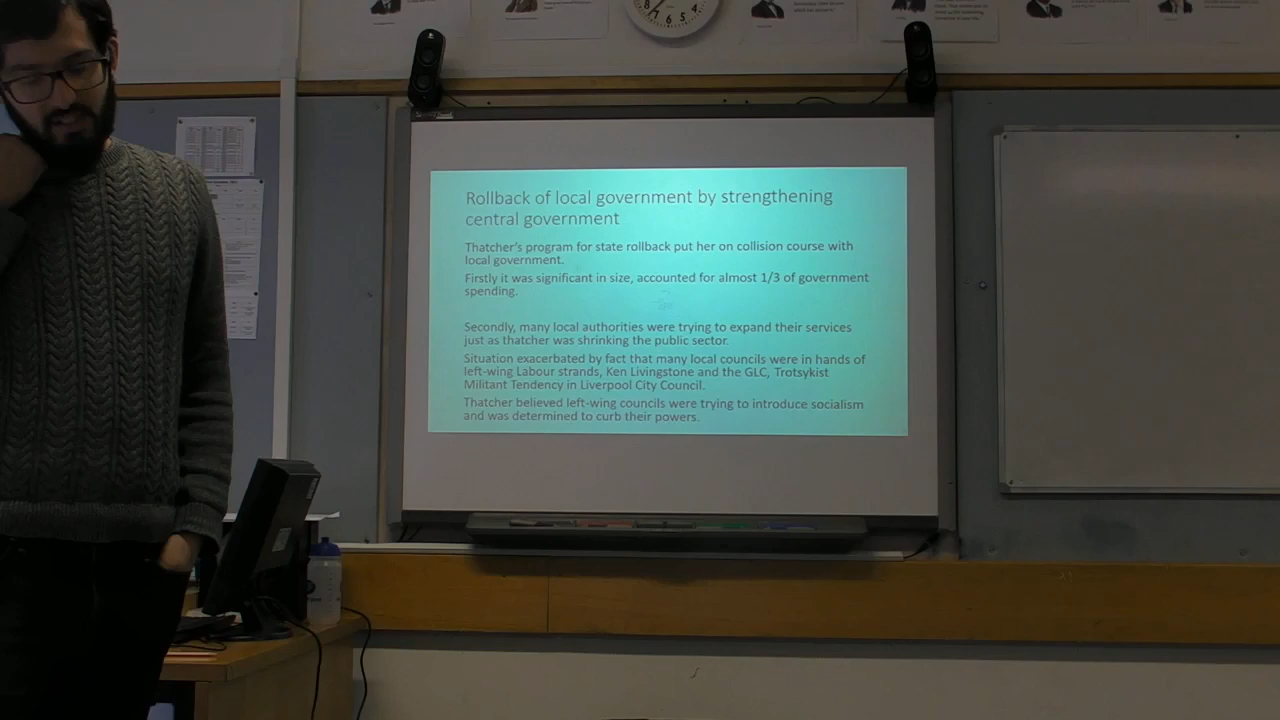 7 6 5 4
Rollback of local government by strengthening
central government
Thatcher's program for state rollback put her on collision course with
local government.
Firstly it was significant in size, accounted for almost 1/3 of government
spending.
Secondly, many local authorities were trying to expand their services
just as thatcher was shrinking the public sector.
Situation exacerbated by fact that many local councils were in hands of
left-wing Labour strands, Ken Livingstone and the GLC, Trotsykist
Militant Tendency in Liverpool City Council.
Thatcher believed left-wing councils were trying to introduce socialism
and was determined to curb their powers.